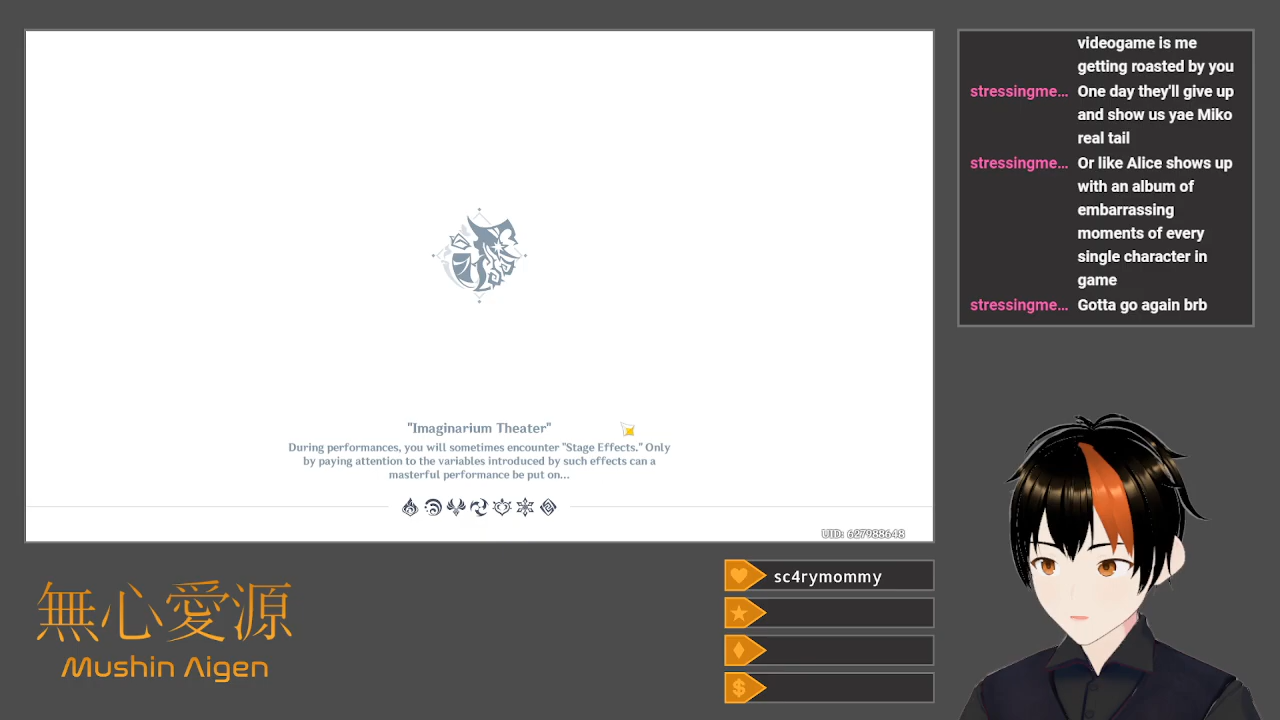 videogame is me
getting roasted by you
stressingme... One day they'll give up
and show us yae Miko
real tail
stressingme... Or like Alice shows up
with an album of
embarrassing
moments of every
single character in
game
stressingme... Gotta go again brb
"Imaginarium Theater"
During performances, you will sometimes encounter "Stage Effects." Only
by paying attention to the variables introduced by such effects can a
masterful performance be put on...
UID: 627988648
sc4rymommy
無心愛源
Mushin Aigen